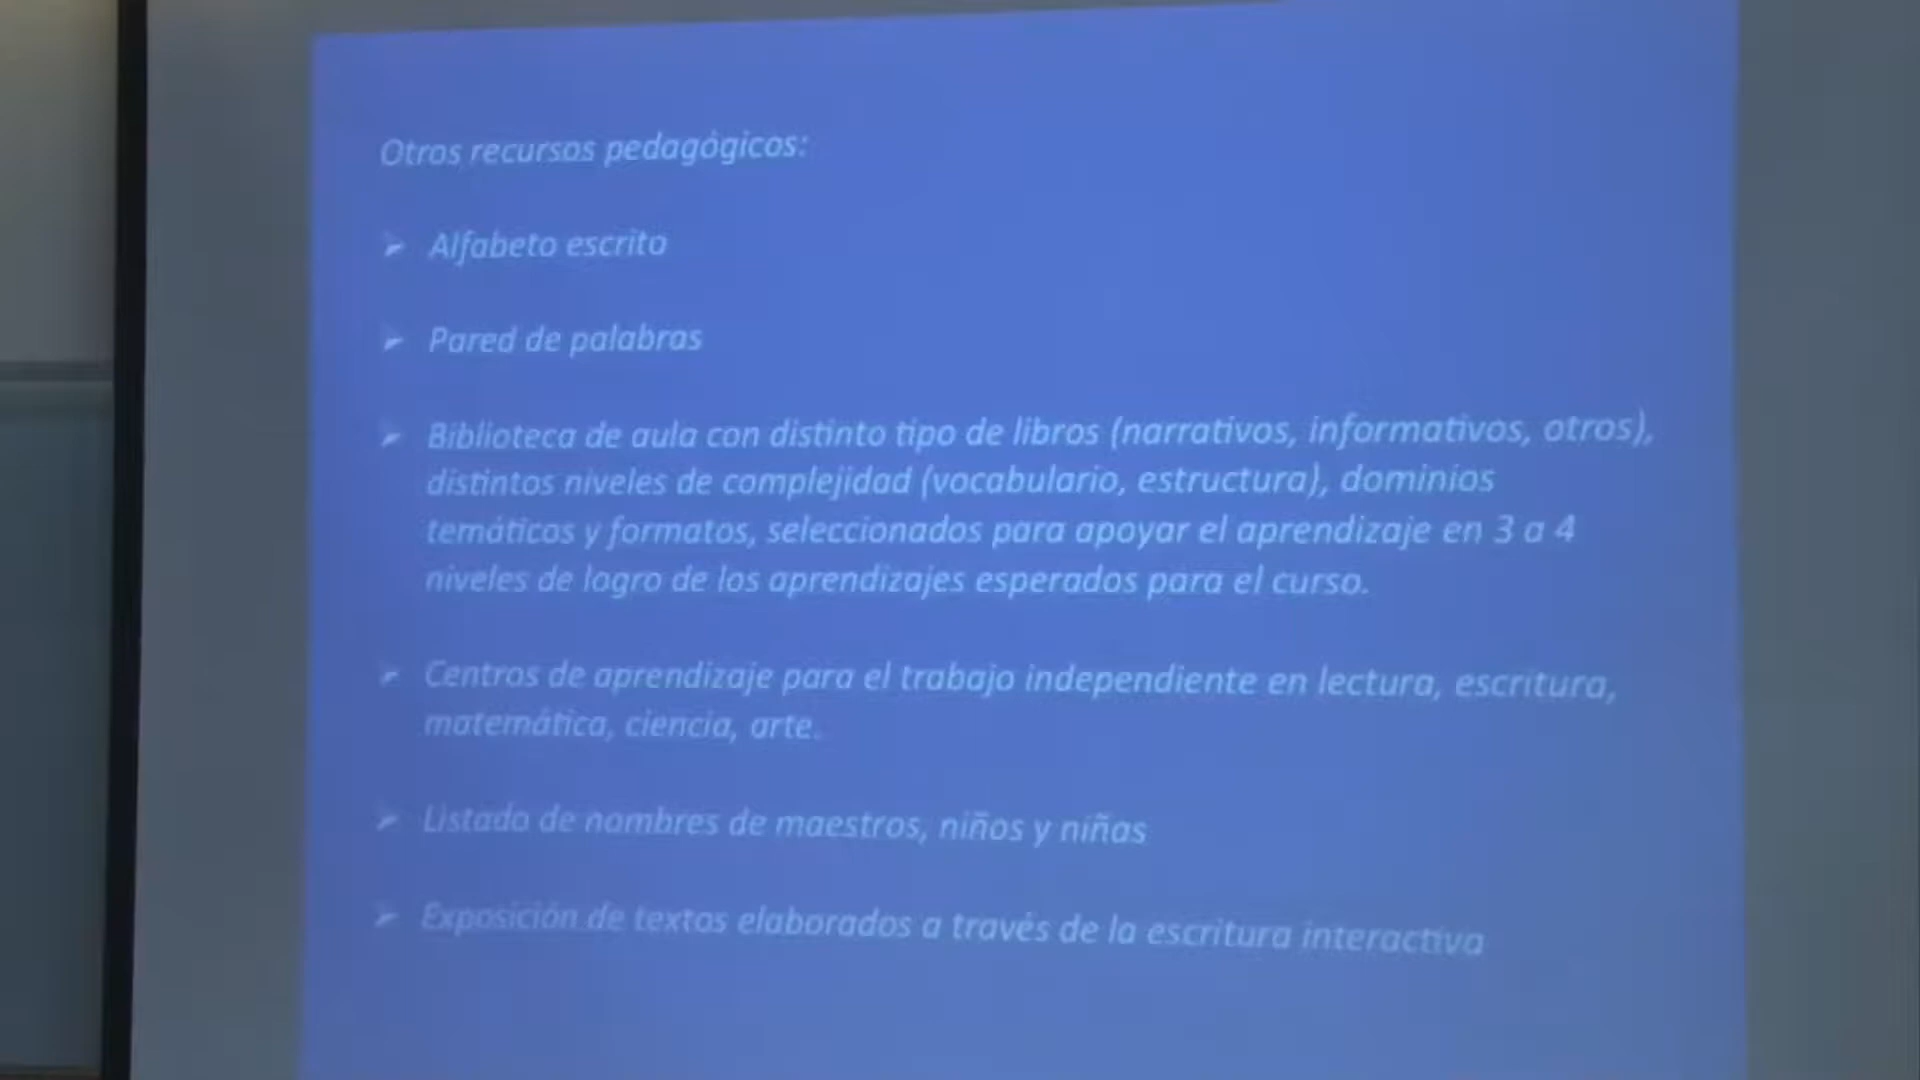 Otros recursos pedagógicos:
➢ Alfabeto escrito
➢ Pared de palabras
➢ Biblioteca de aula con distinto tipo de libros (narrativos, informativos, otros),
distintos niveles de complejidad (vocabulario, estructura), dominios
temáticos y formatos, seleccionados para apoyar el aprendizaje en 3 a 4
niveles de logro de los aprendizajes esperados para el curso.
➢ Centros de aprendizaje para el trabajo independiente en lectura, escritura,
matemática, ciencia, arte.
➢ Listado de nombres de maestros, niños y niñas
➢ Exposición de textos elaborados a través de la escritura interactiva